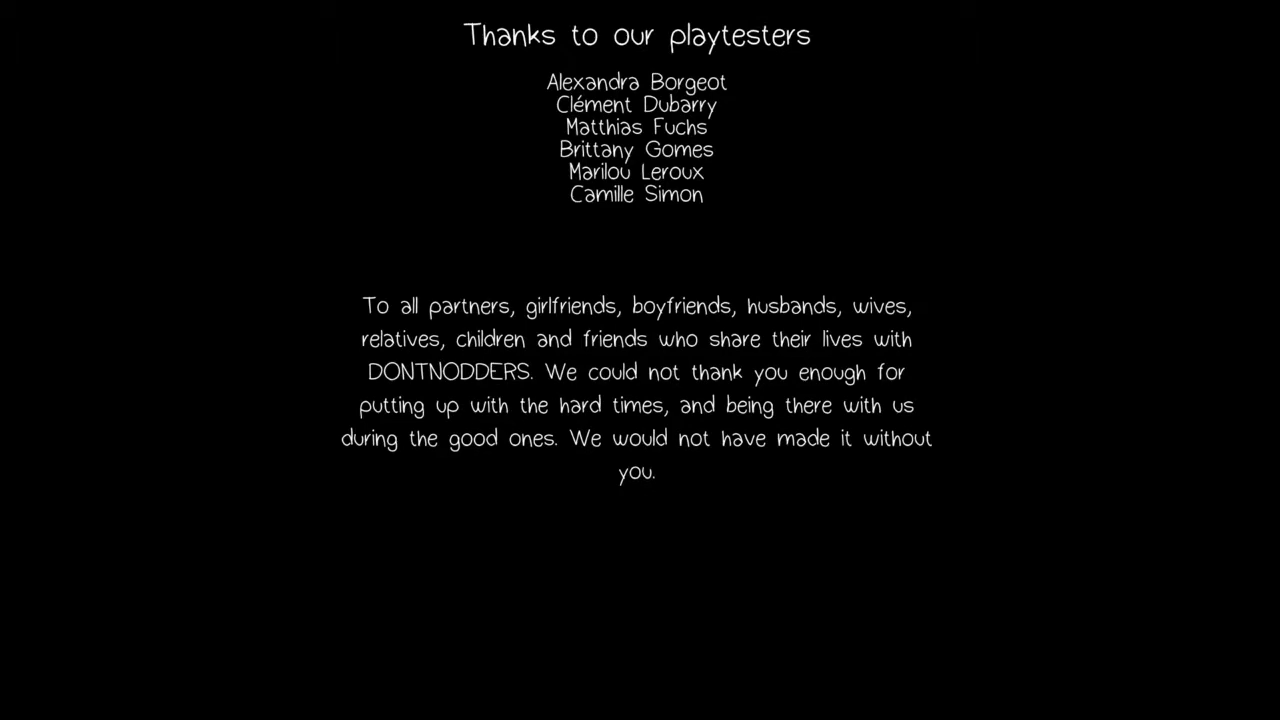 Thanks to our playtesters
Alexandra Borgeot
Clément Dubarry
Matthias Fuchs
Brittany Gomes
Marilou Leroux
Camille Simon
To all partners, girlfriends, boyfriends, husbands, wives,
relatives, children and friends who share their lives with
DONTNODDERS. We could not thank you enough for
putting up with the hard times, and being there with us
during the good ones. We would not have made it without
you.